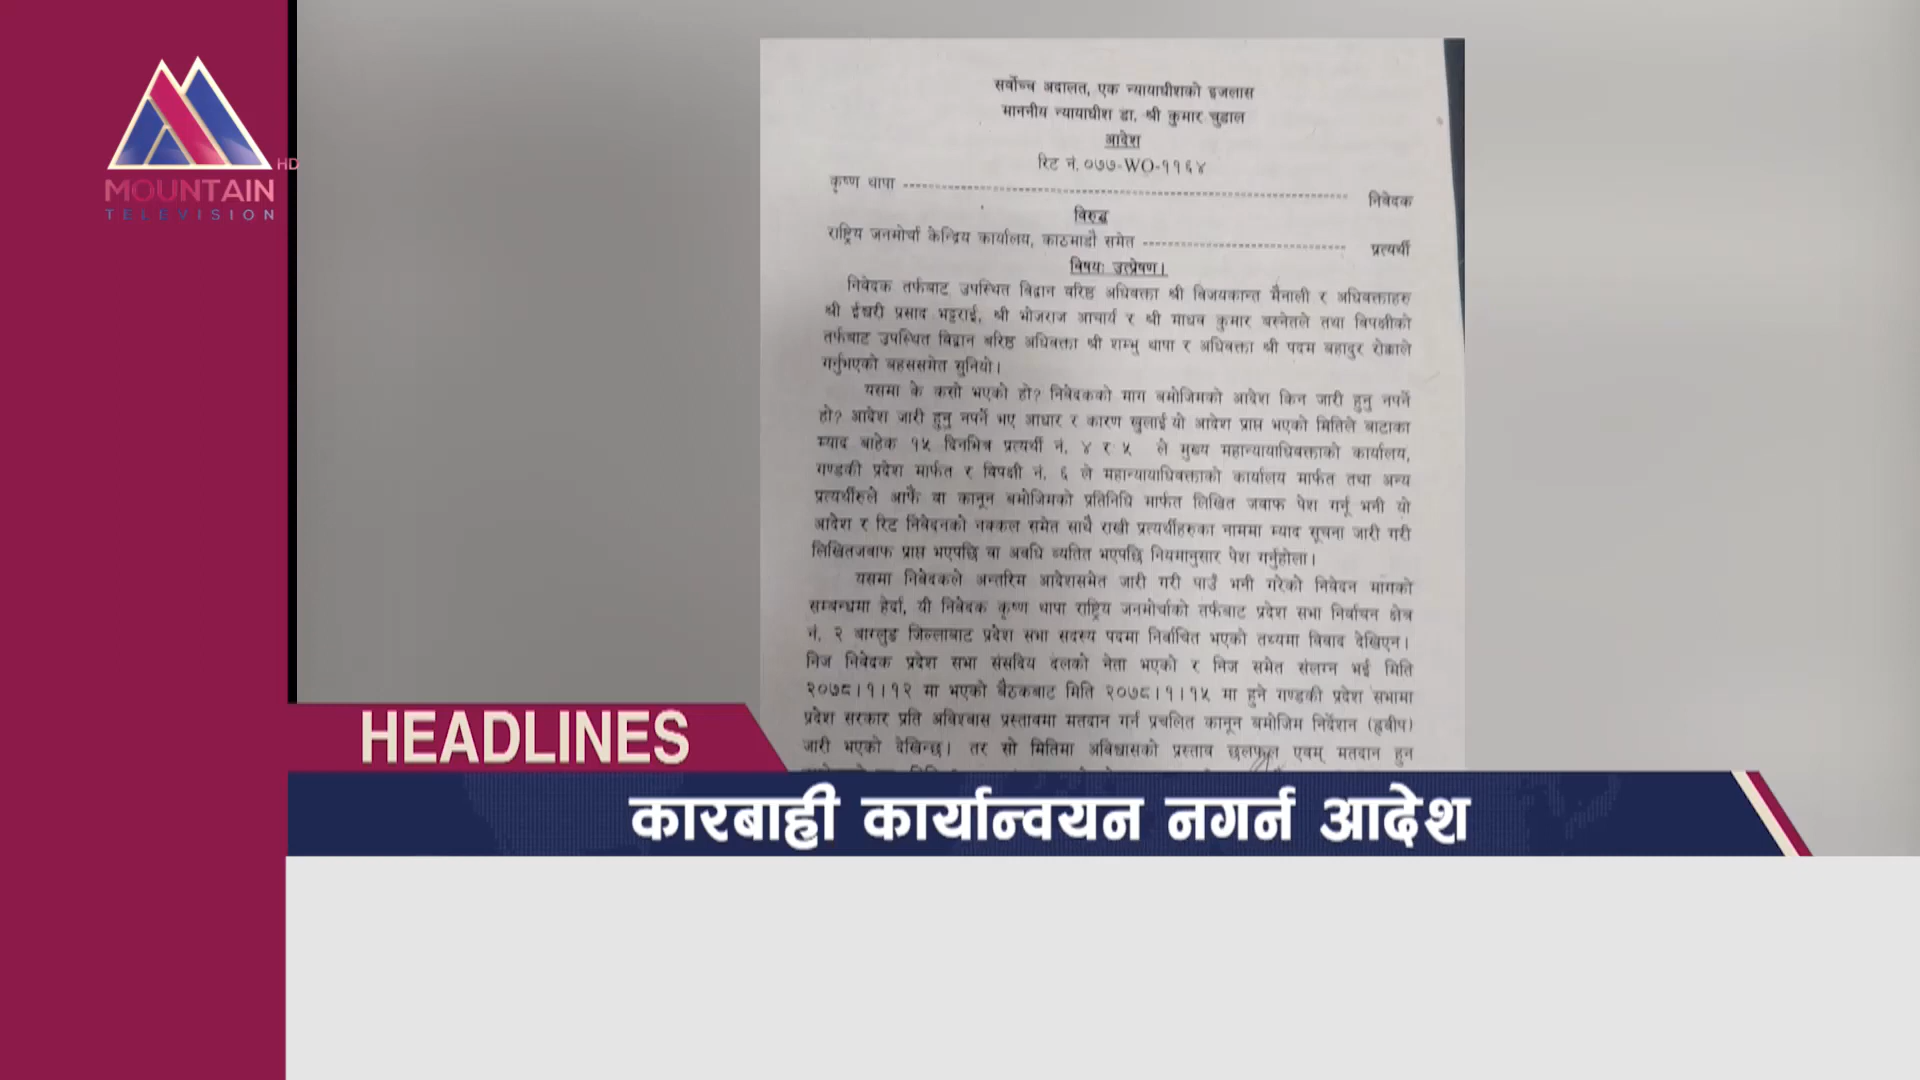 MOUNTAIN
TELEVISION
HD
सर्वोच्च अदालत, एक न्यायाधीशको इजलास
माननीय न्यायाधीश डा. श्री कुमार चुडाल
आदेश
रिट नं. ०७७-WO-११६४
कृष्ण थापा ---------- निवेदक
विरुद्ध
राष्ट्रिय जनमोर्चा केन्द्रिय कार्यालय, काठमाडौं समेत ---------- प्रत्यर्थी
विषयः उत्प्रेषण।
निवेदक तर्फबाट उपस्थित विद्वान वरिष्ठ अधिवक्ता श्री विजयकान्त मैनाली र अधिवक्ताहरु
श्री ईश्वरी प्रसाद भट्टराई, श्री भोजराज आचार्य र श्री माधव कुमार बस्नेतले तथा विपक्षीको
तर्फबाट उपस्थित विद्वान वरिष्ठ अधिवक्ता श्री शम्भु थापा र अधिवक्ता श्री पदम बहादुर रोक्काले
गर्नुभएको बहससमेत सुनियो।
यसमा के कसो भएको हो? निवेदकको माग बमोजिमको आदेश किन जारी हुनु नपर्ने
हो? आदेश जारी हुनु नपर्ने भए आधार र कारण खुलाई यो आदेश प्राप्त भएको मितिले बाटाका
म्याद बाहेक १५ दिनभित्र प्रत्यर्थी नं. ४ र ५ ले मुख्य महान्यायाधिवक्ताको कार्यालय,
गण्डकी प्रदेश मार्फत र विपक्षी नं. ६ ले महान्यायाधिवक्ताको कार्यालय मार्फत तथा अन्य
प्रत्यर्थीहरुले आफैं वा कानून बमोजिमको प्रतिनिधि मार्फत लिखित जवाफ पेश गर्नू भनी यो
आदेश र रिट निवेदनको नक्कल समेत साथै राखी प्रत्यर्थीहरुका नाममा म्याद सूचना जारी गरी
लिखितजवाफ प्राप्त भएपछि वा अवधि व्यतित भएपछि नियमानुसार पेश गर्नुहोला।
यसमा निवेदकले अन्तरिम आदेशसमेत जारी गरी पाउँ भनी गरेको निवेदन मागको
सम्बन्धमा हेर्दा, यी निवेदक कृष्ण थापा राष्ट्रिय जनमोर्चाको तर्फबाट प्रदेश सभा निर्वाचन क्षेत्र
नं. २ बाग्लुङ जिल्लाबाट प्रदेश सभा सदस्य पदमा निर्वाचित भएको तथ्यमा विवाद देखिएन।
निज निवेदक प्रदेश सभा संसदिय दलको नेता भएको र निज समेत संलग्न भई मिति
२०७८।१।१२ मा भएको बैठकबाट मिति २०७८।१।१५ मा हुने गण्डकी प्रदेश सभामा
प्रदेश सरकार प्रति अविश्वास प्रस्तावमा मतदान गर्न प्रचलित कानून बमोजिम निर्देशन (ह्वीप)
जारी भएको देखिन्छ। तर सो मितिमा अविश्वासको प्रस्ताव छलफल एवम् मतदान हुन
HEADLINES
कारबाही कार्यान्वयन नगर्न आदेश